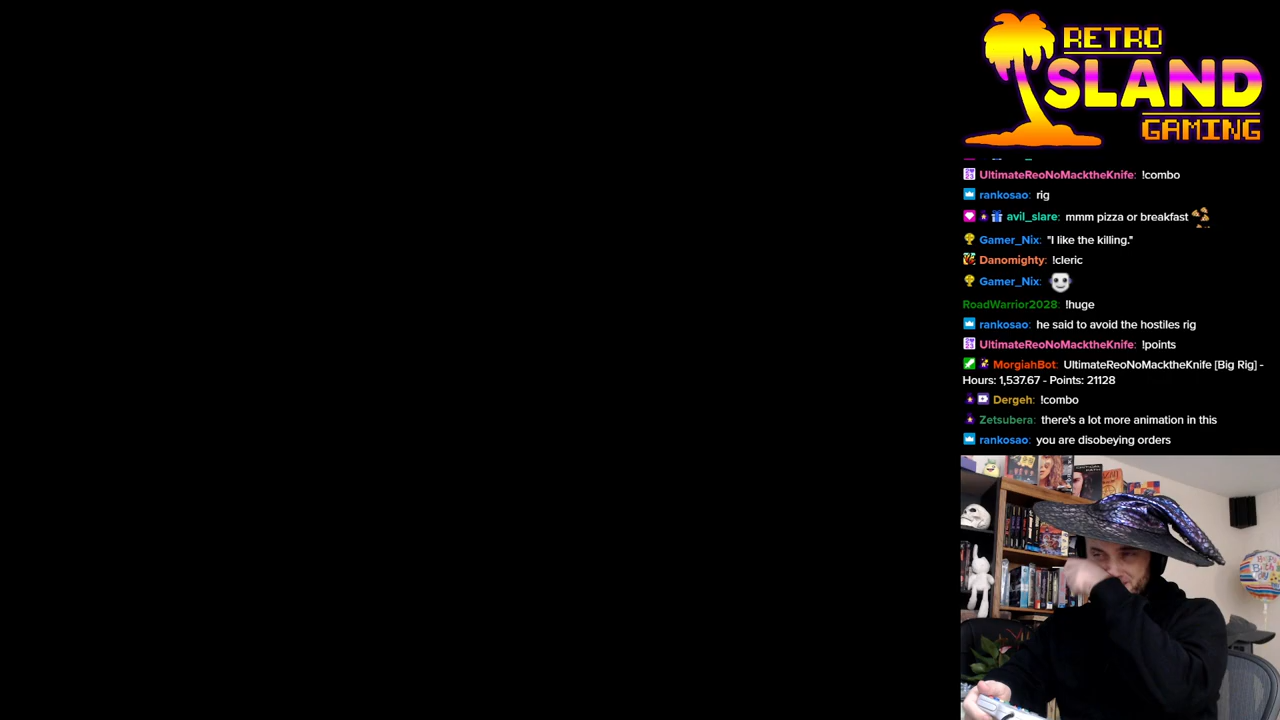 RETRO
ISLAND
GAMING
UltimateReoNoMacktheKnife: !combo
rankosao: rig
avil_slare: mmm pizza or breakfast
Gamer_Nix: "I like the killing."
Danomighty: !cleric
Gamer_Nix:
RoadWarrior2028: !huge
rankosao: he said to avoid the hostiles rig
UltimateReoNoMacktheKnife: !points
MorgiahBot: UltimateReoNoMacktheKnife [Big Rig] -
Hours: 1,537.67 - Points: 21128
Dergeh: !combo
Zetsubera: there's a lot more animation in this
rankosao: you are disobeying orders